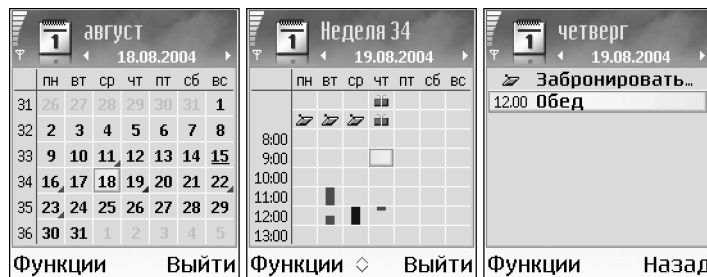 август
1 18.08.2004
пн вт ср чт пт сб вс
31 26 27 28 29 30 31 1
32 2 3 4 5 6 7 8
33 9 10 11 12 13 14 15
34 16 17 18 19 20 21 22
35 23 24 25 26 27 28 29
36 30 31 1 2 3 4 5
Функции Выйти
Неделя 34
1 19.08.2004
пн вт ср чт пт сб вс
8:00
9:00
10:00
11:00
12:00
13:00
Функции Выйти
четверг
1 19.08.2004
Забронировать...
12.00 Обед
Функции Назад